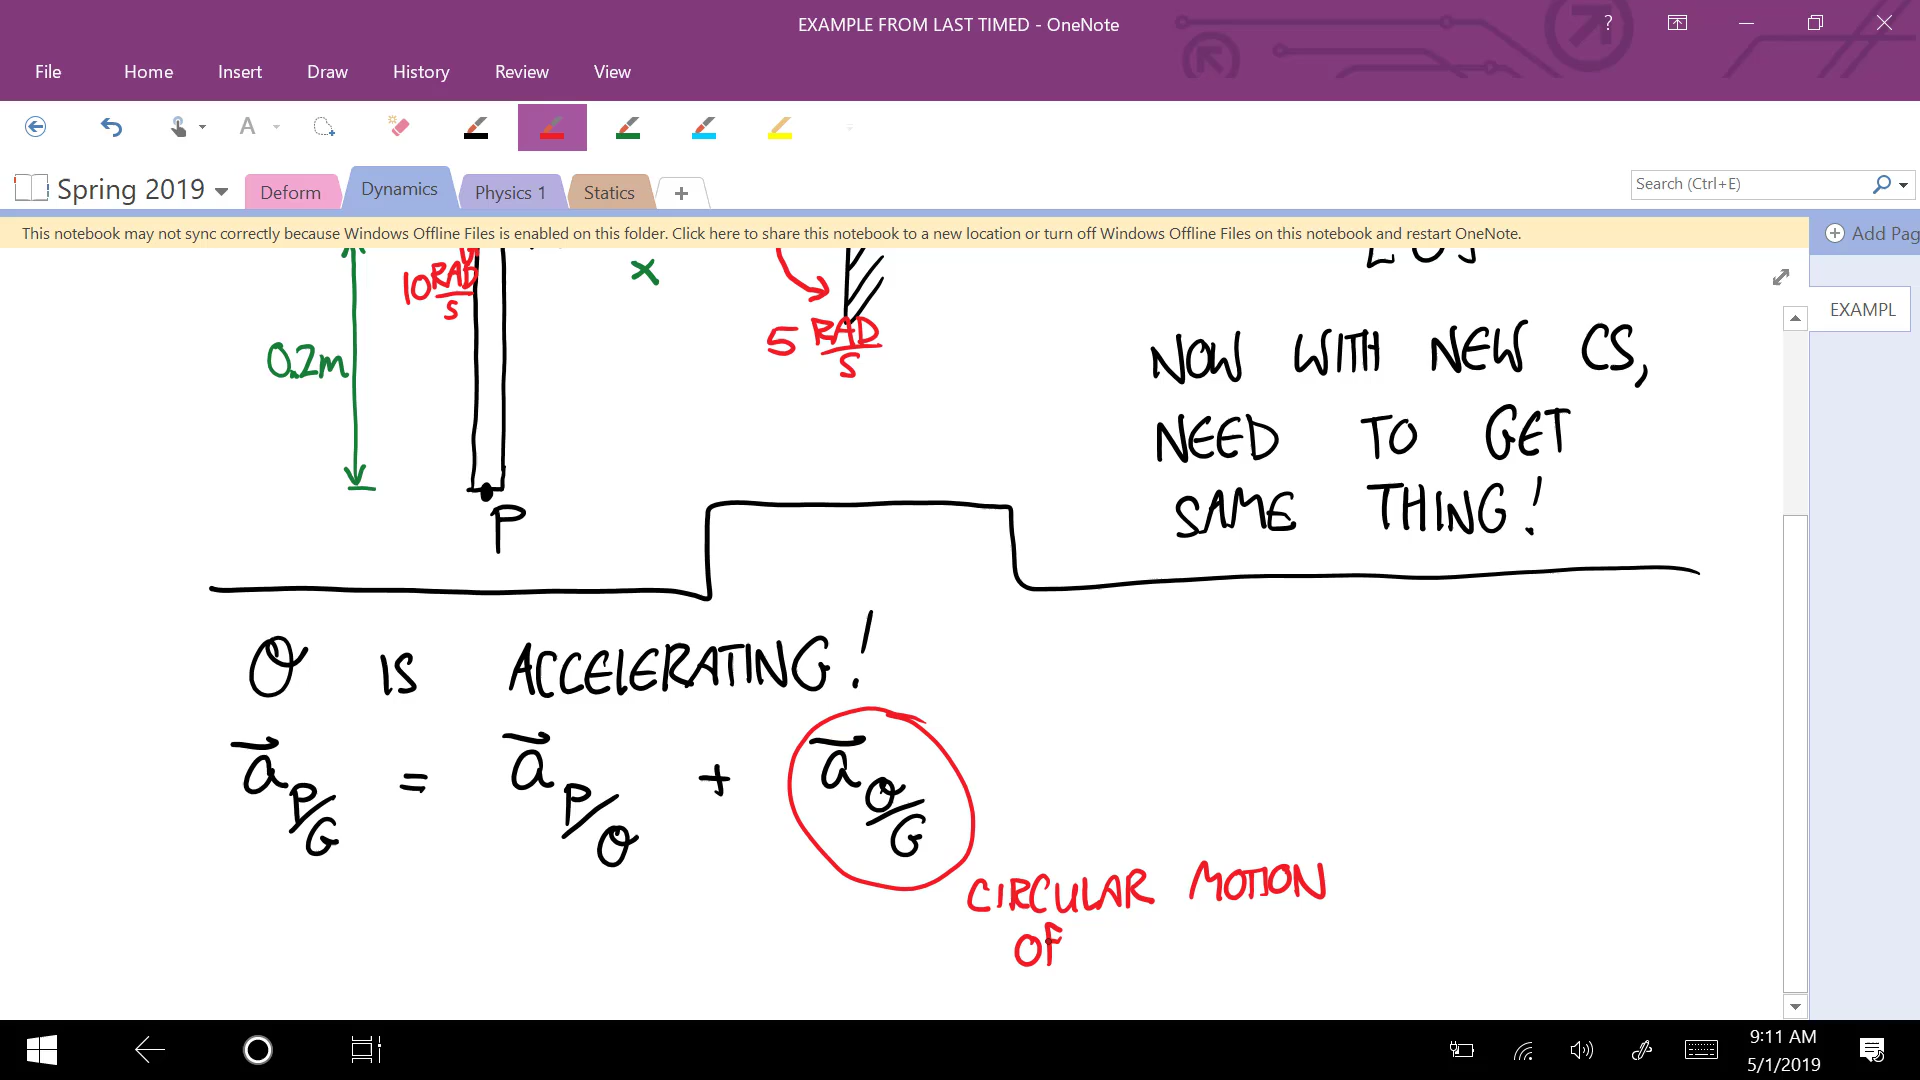 EXAMPLE FROM LAST TIMED - OneNote
?
File Home Insert Draw History Review View
A
Spring 2019 Deform Dynamics Physics 1 Statics +
Search (Ctrl+E)
This notebook may not sync correctly because Windows Offline Files is enabled on this folder. Click here to share this notebook to a new location or turn off Windows Offline Files on this notebook and restart OneNote.
Add Pag
EXAMPL
10 RAD/S
x
0.2m
5 RAD/S
P
NOW WITH NEW CS,
NEED TO GET
SAME THING!
O IS ACCELERATING!
a P/G = a P/O + a O/G
CIRCULAR MOTION
OF
9:11 AM
5/1/2019